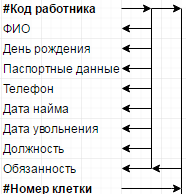 #Код работника
ФИО
День рождения
Паспортные данные
Телефон
Дата найма
Дата увольнения
Должность
Обязанность
#Номер клетки